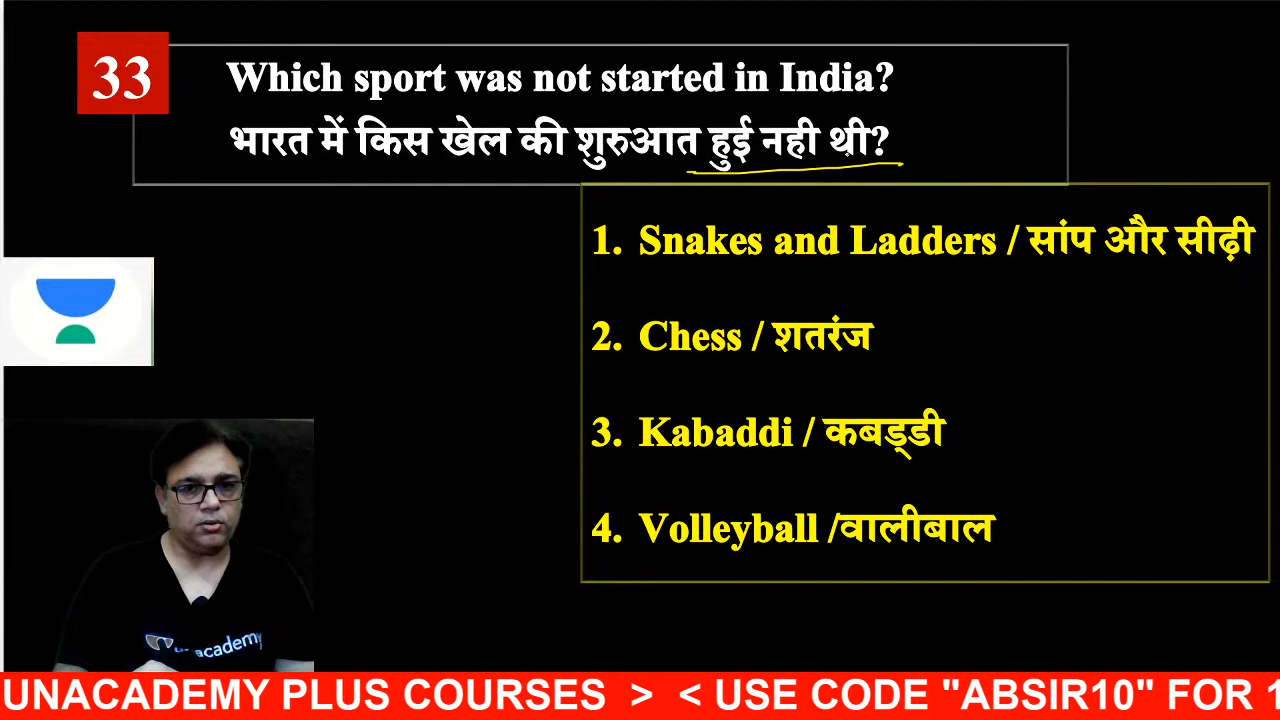 33
Which sport was not started in India?
भारत में किस खेल की शुरुआत हुई नही थी?
1. Snakes and Ladders / सांप और सीढ़ी
2. Chess / शतरंज
3. Kabaddi / कबड्डी
4. Volleyball /वालीबाल
unacademy
UNACADEMY PLUS COURSES > < USE CODE "ABSIR10" FOR 1